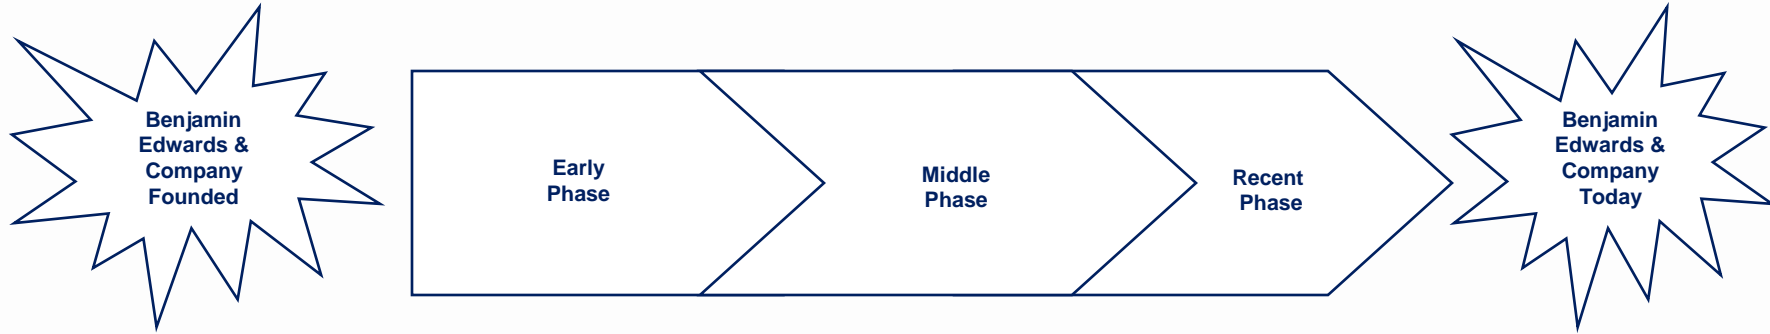 Benjamin
Edwards &
Company
Founded
Early
Phase
Middle
Phase
Recent
Phase
Benjamin
Edwards &
Company
Today